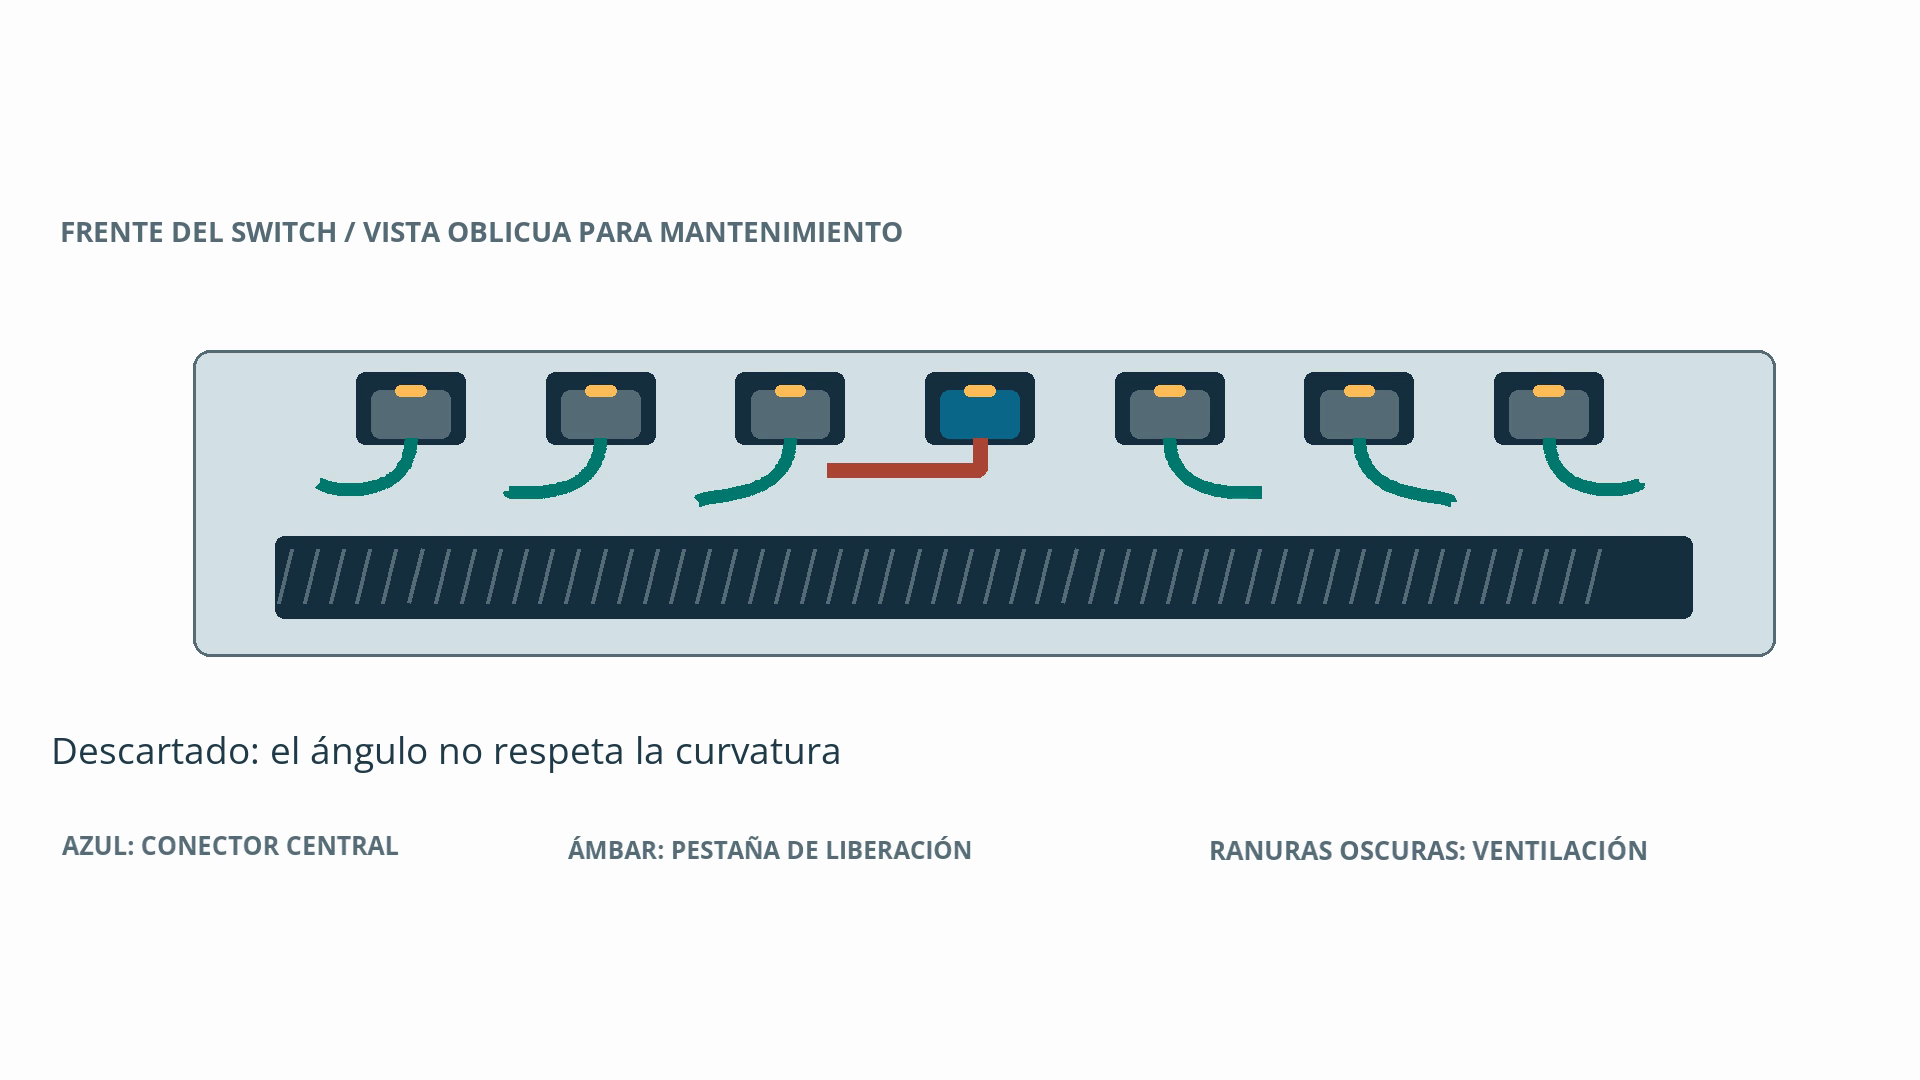 FRENTE DEL SWITCH / VISTA OBLICUA PARA MANTENIMIENTO
Descartado: el ángulo no respeta la curvatura
AZUL: CONECTOR CENTRAL
ÁMBAR: PESTAÑA DE LIBERACIÓN
RANURAS OSCURAS: VENTILACIÓN